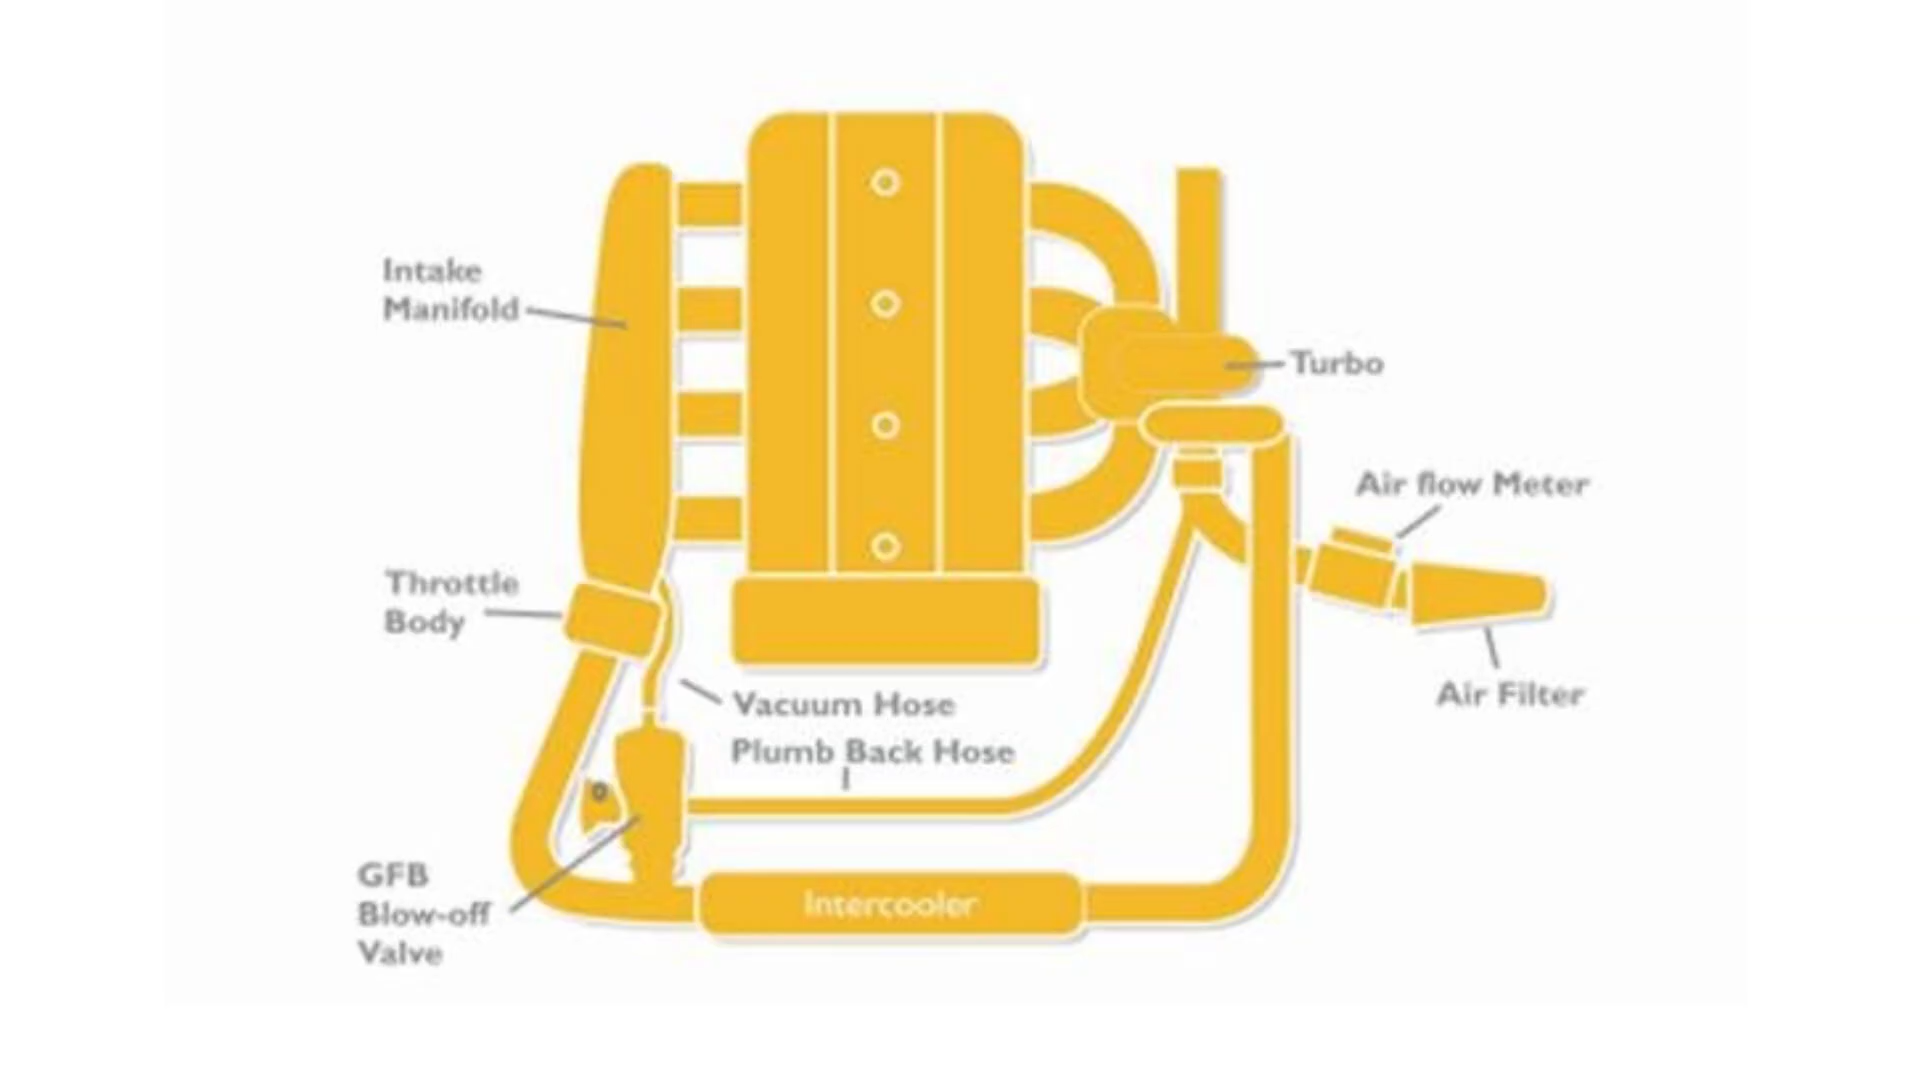 Intake
Manifold
Turbo
Air flow Meter
Throttle
Body
Air Filter
Vacuum Hose
Plumb Back Hose
GFB
Blow-off
Valve
Intercooler